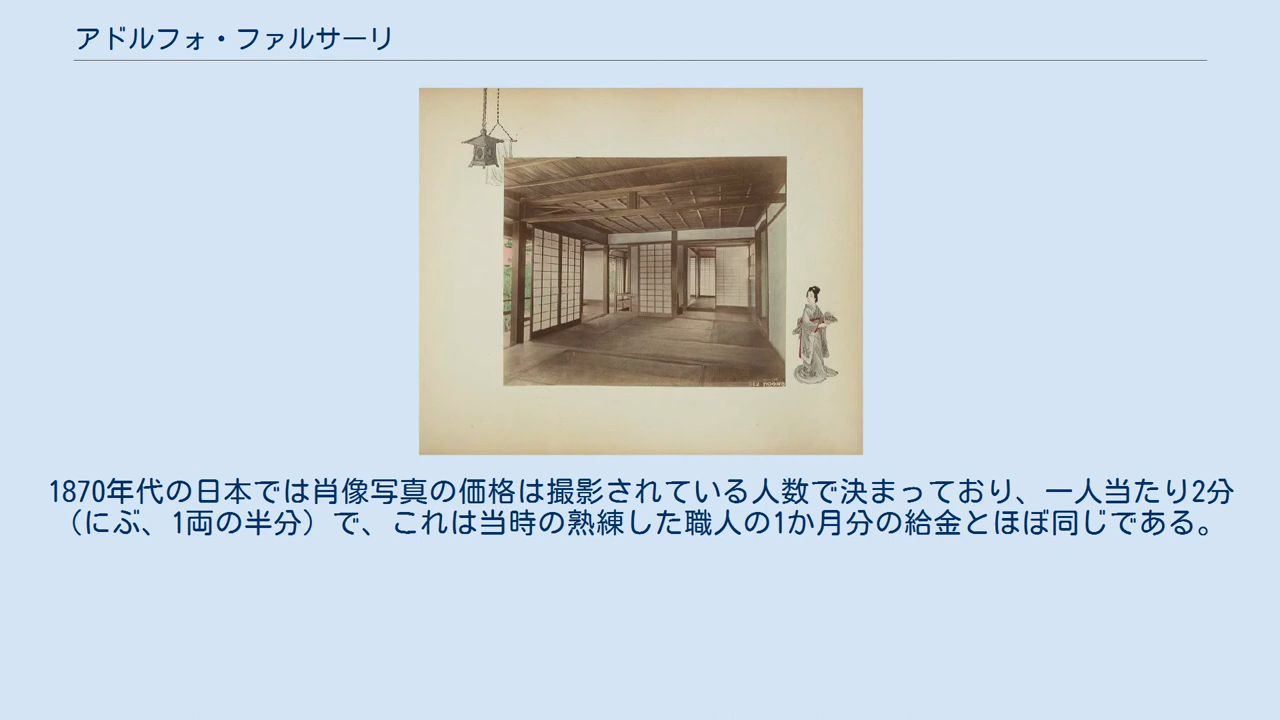 アドルフォ・ファルサーリ
1870年代の日本では肖像写真の価格は撮影されている人数で決まっており、一人当たり2分
（にぶ、1両の半分）で、これは当時の熟練した職人の1か月分の給金とほぼ同じである。